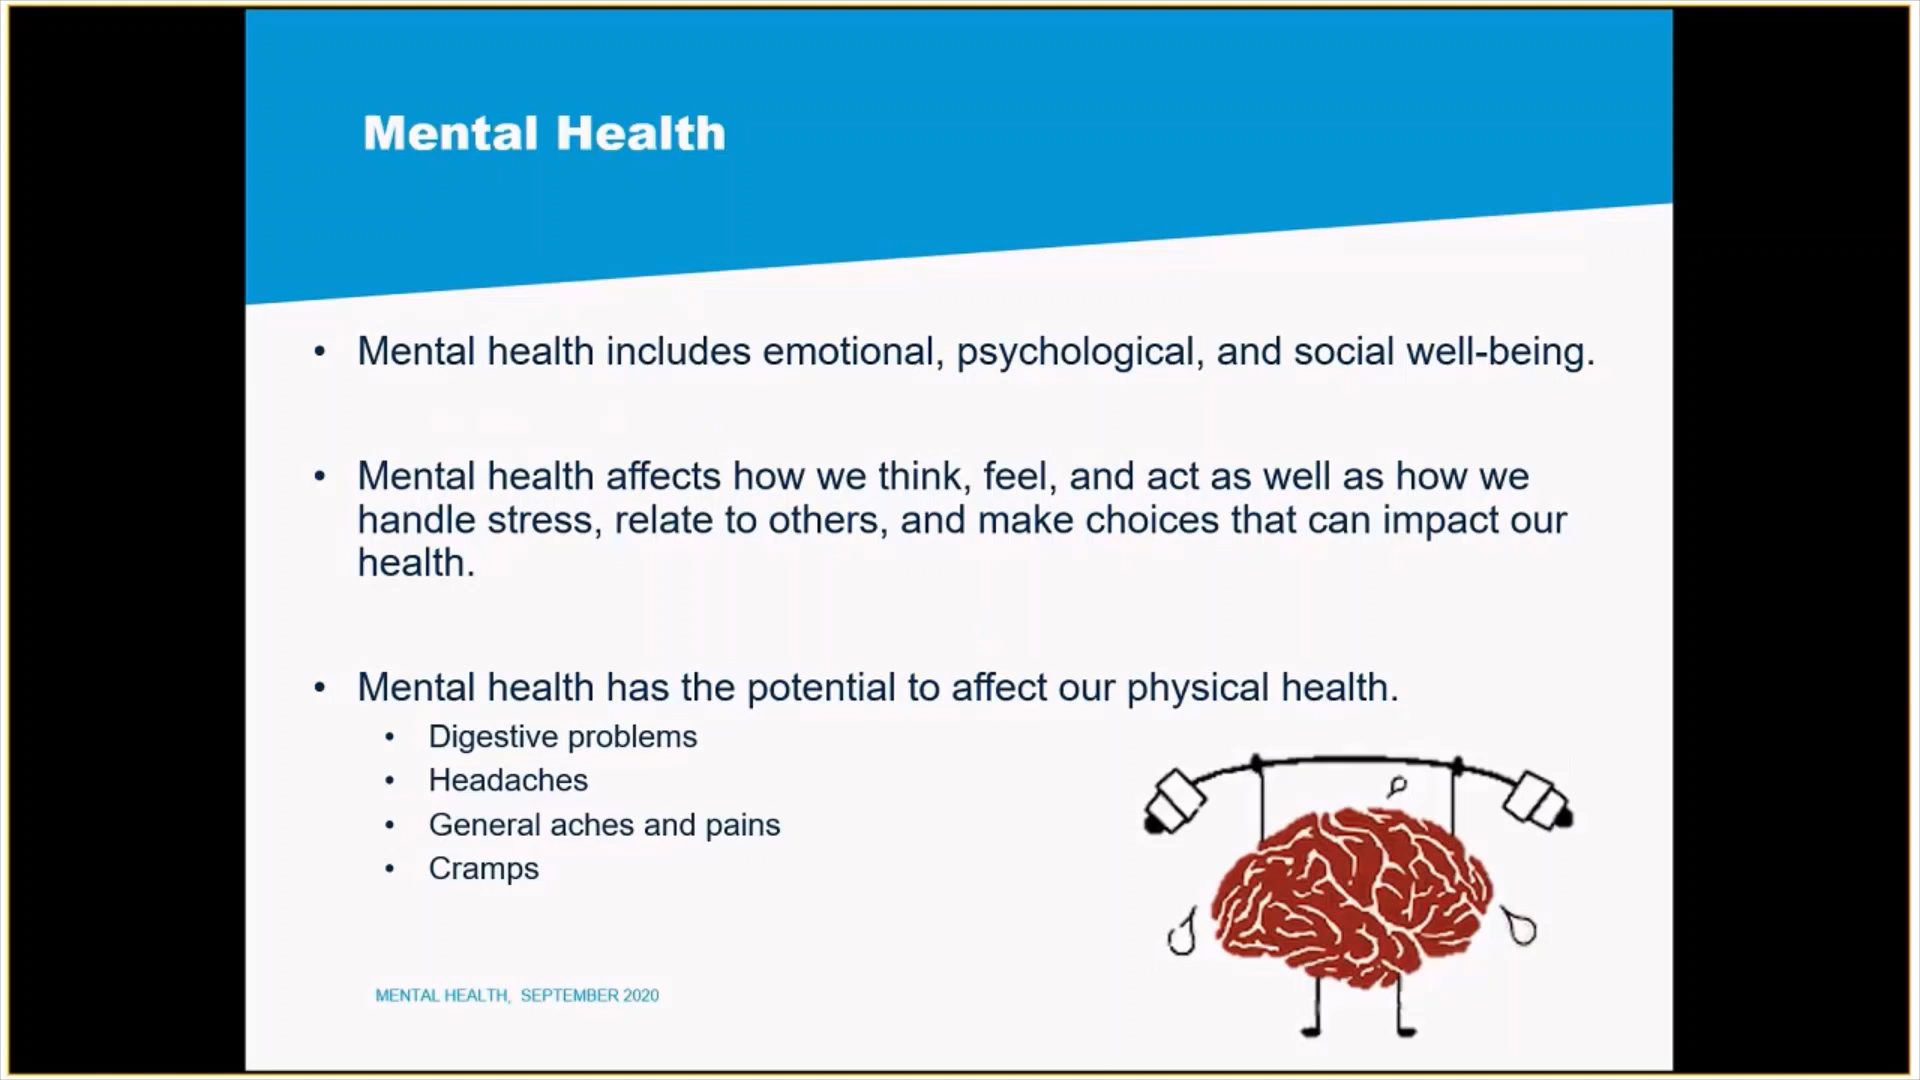 Mental Health
• Mental health includes emotional, psychological, and social well-being.
• Mental health affects how we think, feel, and act as well as how we
handle stress, relate to others, and make choices that can impact our
health.
• Mental health has the potential to affect our physical health.
• Digestive problems
• Headaches
• General aches and pains
• Cramps
MENTAL HEALTH, SEPTEMBER 2020